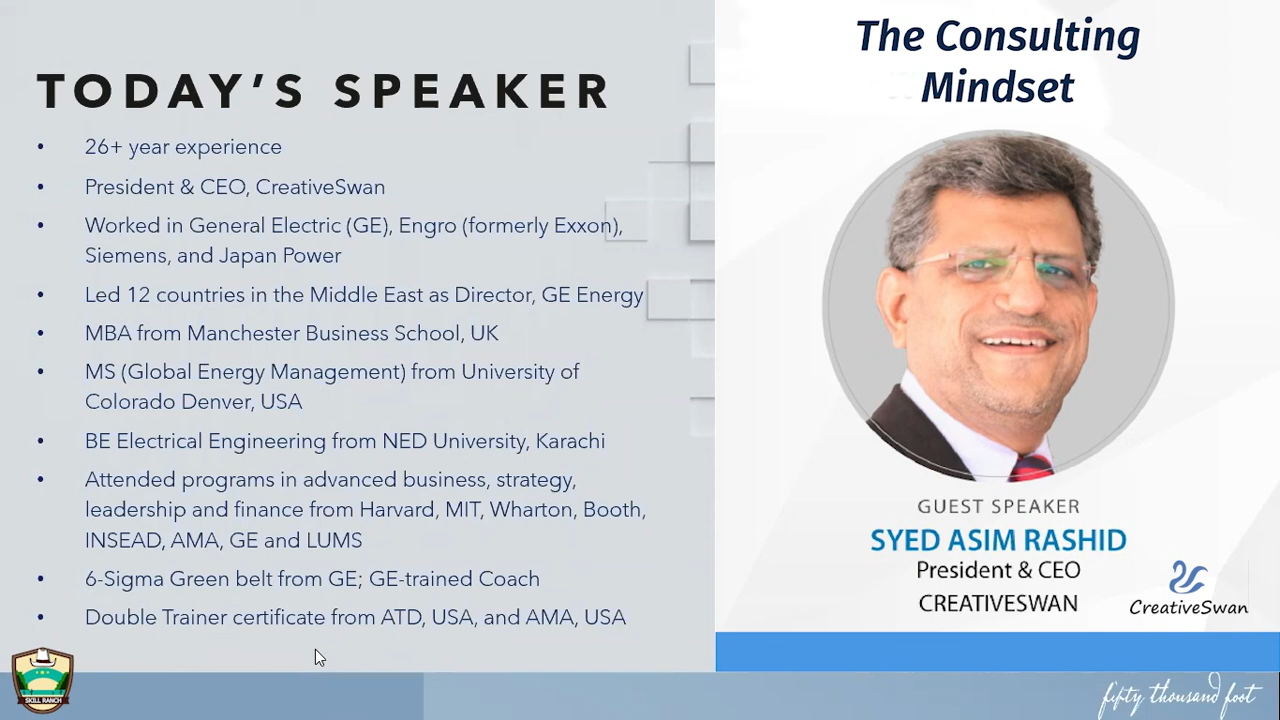 TODAY’S SPEAKER
• 26+ year experience
• President & CEO, CreativeSwan
• Worked in General Electric (GE), Engro (formerly Exxon),
Siemens, and Japan Power
• Led 12 countries in the Middle East as Director, GE Energy
• MBA from Manchester Business School, UK
• MS (Global Energy Management) from University of
Colorado Denver, USA
• BE Electrical Engineering from NED University, Karachi
• Attended programs in advanced business, strategy,
leadership and finance from Harvard, MIT, Wharton, Booth,
INSEAD, AMA, GE and LUMS
• 6-Sigma Green belt from GE; GE-trained Coach
• Double Trainer certificate from ATD, USA, and AMA, USA
SKILL RANCH
The Consulting
Mindset
GUEST SPEAKER
SYED ASIM RASHID
President & CEO
CREATIVESWAN
CreativeSwan
fifty thousand foot